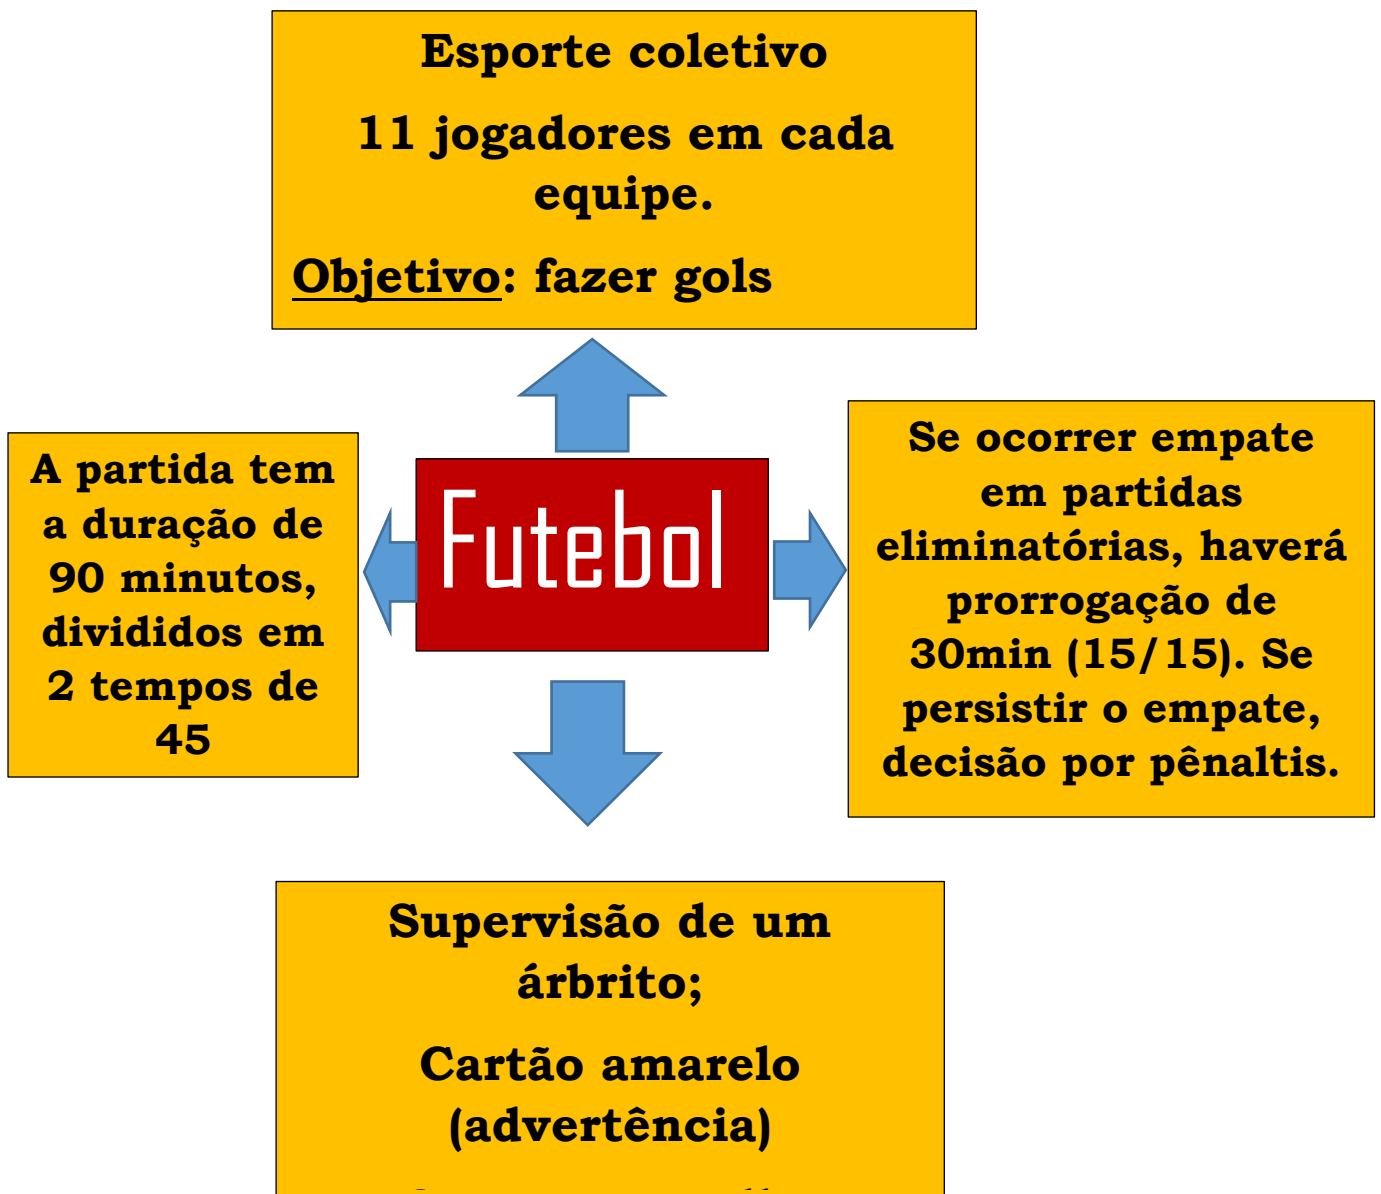 Esporte coletivo
11 jogadores em cada
equipe.
Objetivo: fazer gols
A partida tem
a duração de
90 minutos,
divididos em
2 tempos de
45
Futebol
Se ocorrer empate
em partidas
eliminatórias, haverá
prorrogação de
30min (15/15). Se
persistir o empate,
decisão por pênaltis.
Supervisão de um
árbrito;
Cartão amarelo
(advertência)